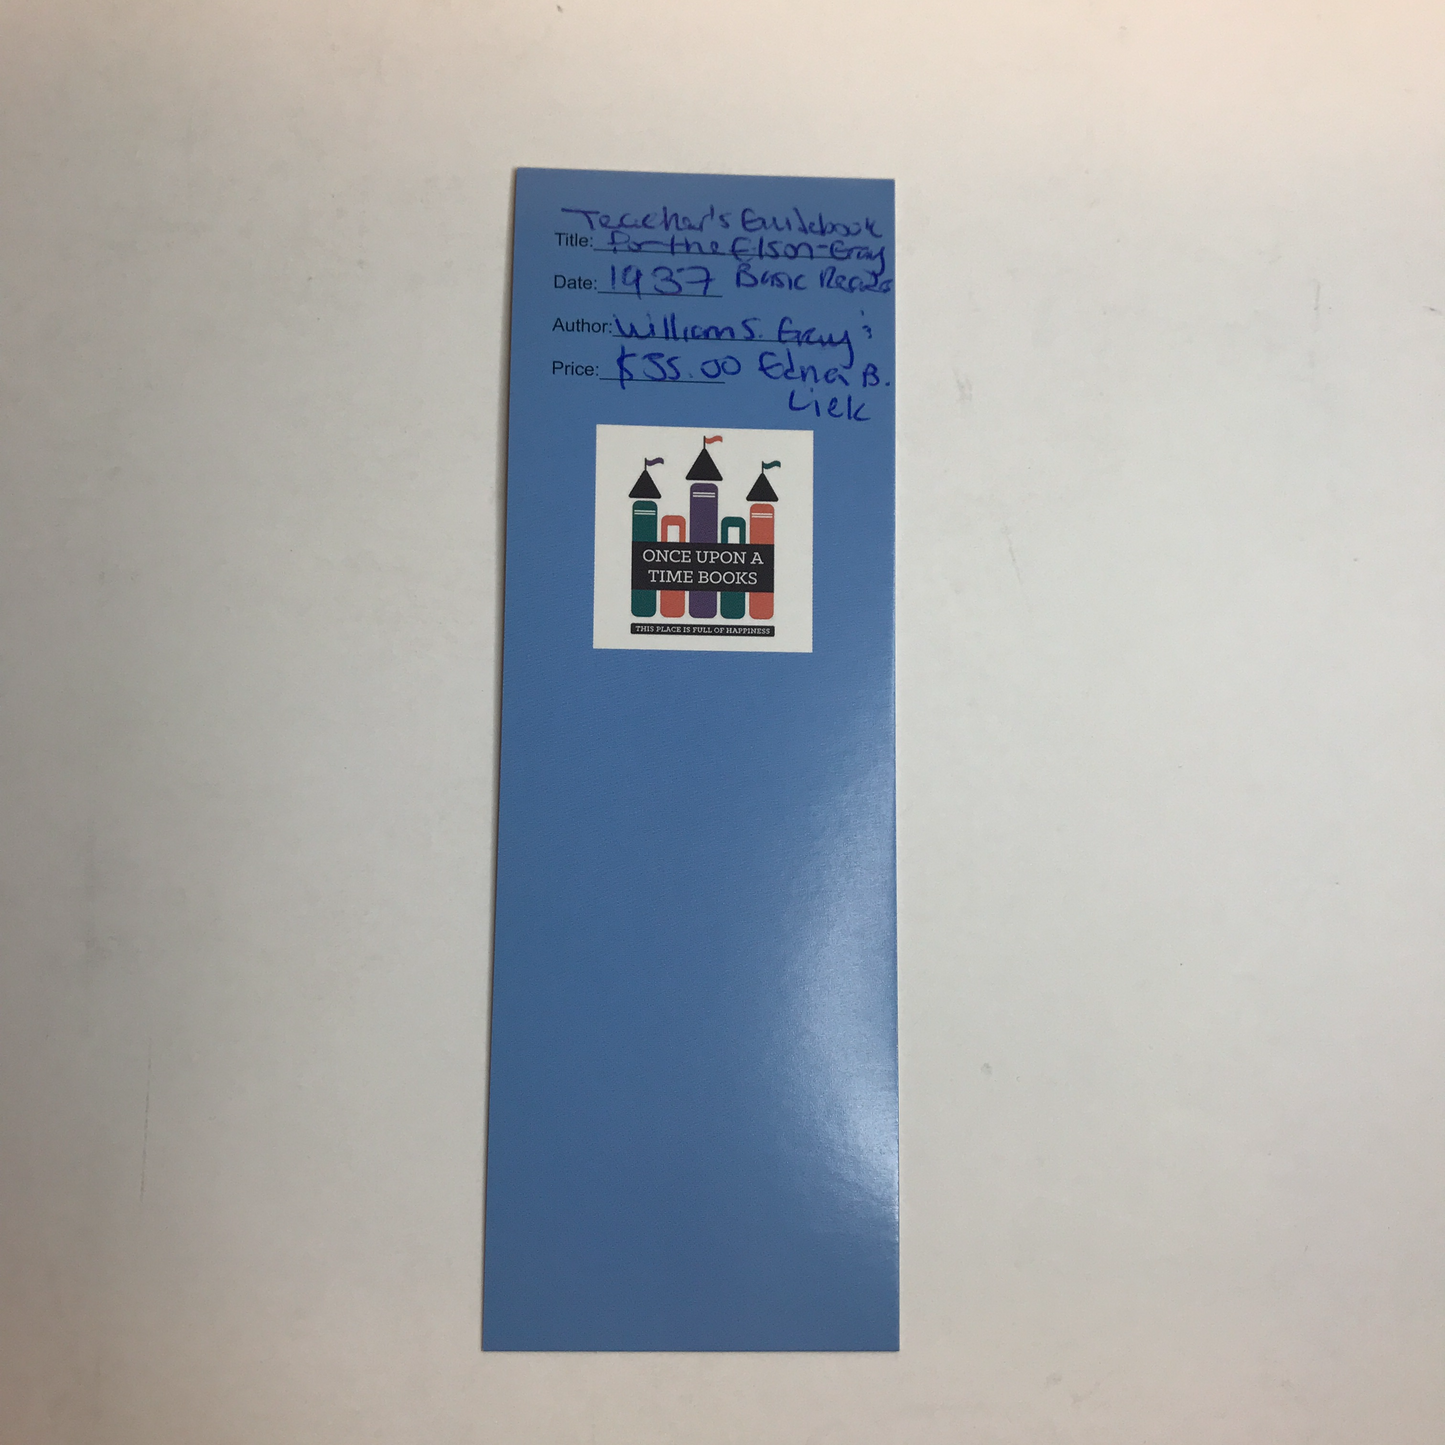 Teacher's Guidebook
Title: for the Elson-Gray
Date: 1937 Basic Readers
Author: William S. Gray &
Price: $35.00 Edna B.
Liek
ONCE UPON A
TIME BOOKS
THIS PLACE IS FULL OF HAPPINESS